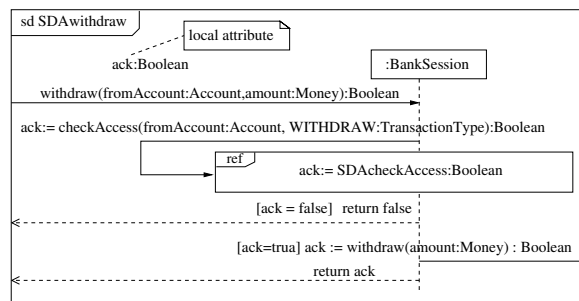 sd SDAwithdraw
local attribute
ack:Boolean
:BankSession
withdraw(fromAccount:Account,amount:Money):Boolean
ack:= checkAccess(fromAccount:Account, WITHDRAW:TransactionType):Boolean
ref
ack:= SDAcheckAccess:Boolean
[ack = false] return false
[ack=trua] ack := withdraw(amount:Money) : Boolean
return ack